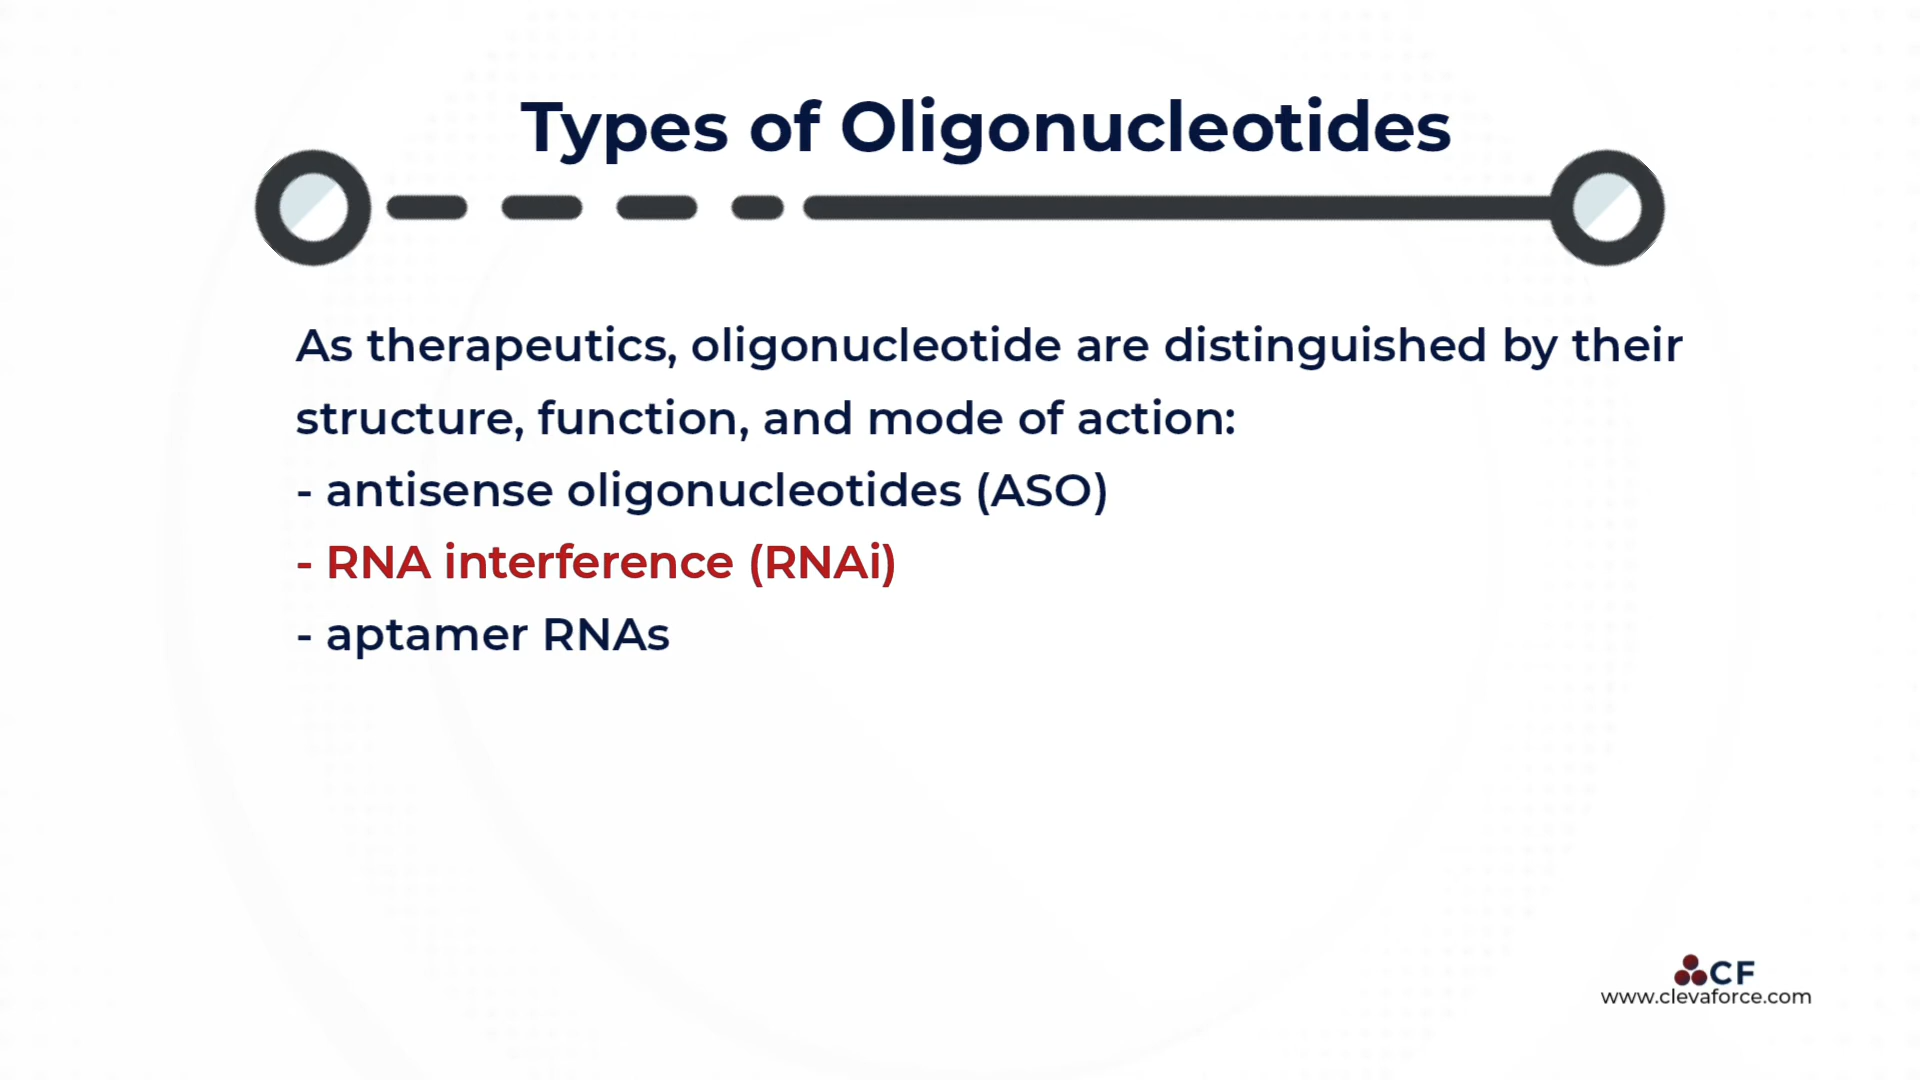 Types of Oligonucleotides
As therapeutics, oligonucleotide are distinguished by their
structure, function, and mode of action:
- antisense oligonucleotides (ASO)
- RNA interference (RNAi)
- aptamer RNAs
CF
www.clevaforce.com